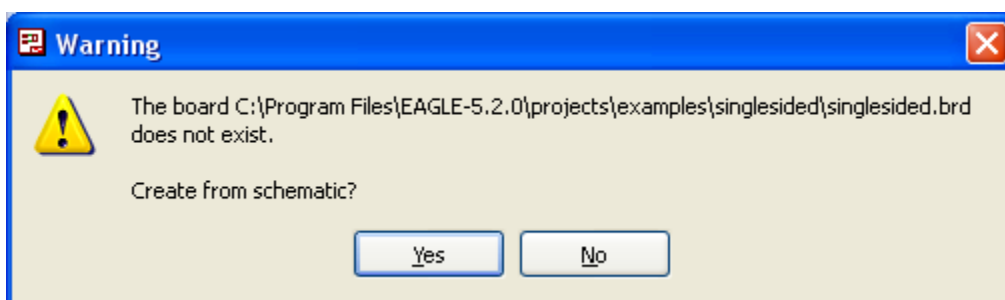 Warning
The board C:\Program Files\EAGLE-5.2.0\projects\examples\singlesided\singlesided.brd
does not exist.
Create from schematic?
Yes
No